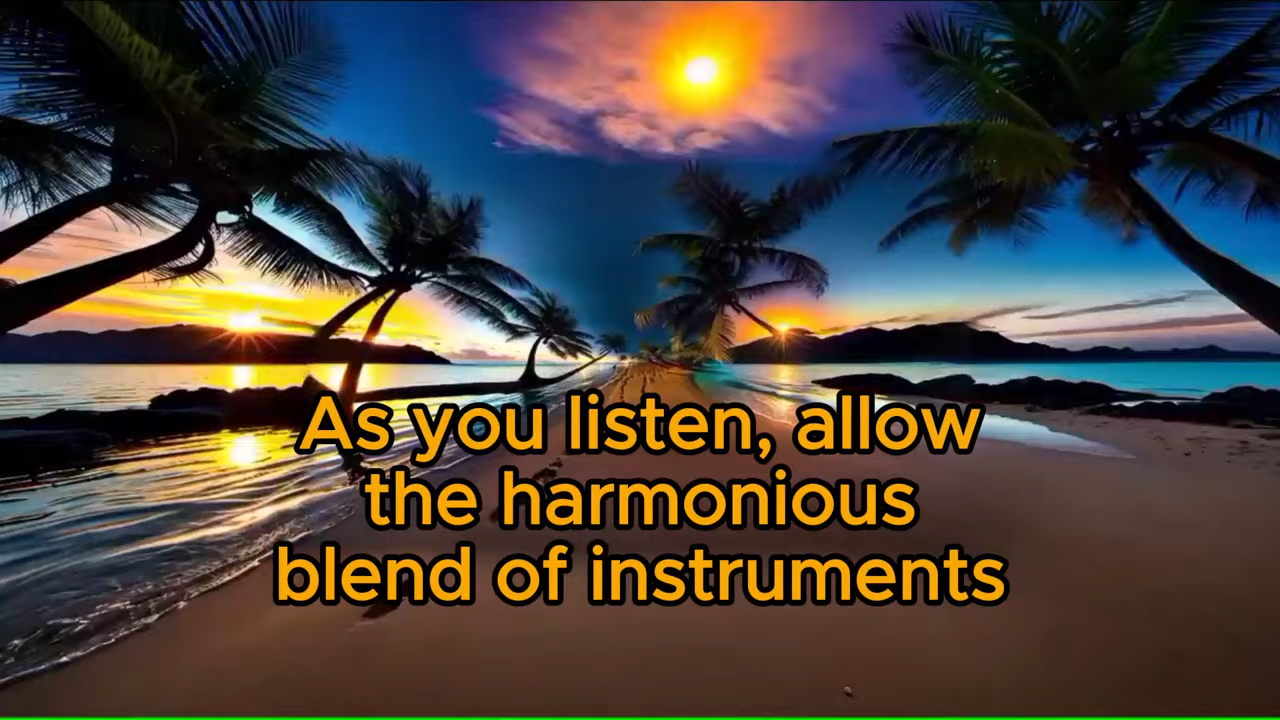 As you listen, allow
the harmonious
blend of instruments